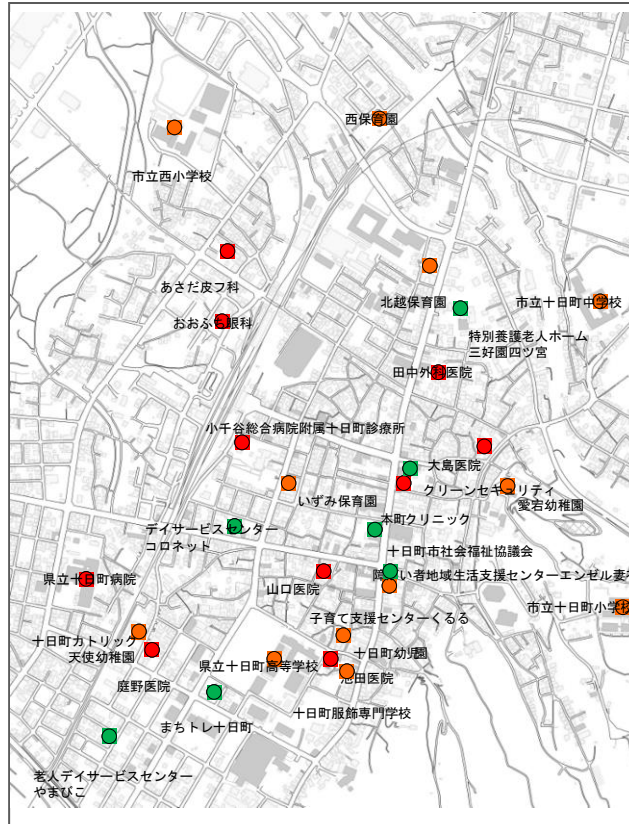 西保育園
市立西小学校
あさだ皮フ科
北越保育園
市立十日町中学校
おおふち眼科
特別養護老人ホーム
三好園四ツ宮
田中外科医院
小千谷総合病院附属十日町診療所
大島医院
クリーンセキュリティ
いずみ保育園
愛宕幼稚園
本町クリニック
デイサービスセンター
コロネット
十日町市社会福祉協議会
県立十日町病院
山口医院
障がい者地域生活支援センターエンゼル妻有
市立十日町小学校
子育て支援センターくるる
十日町カトリック
天使幼稚園
十日町幼児園
県立十日町高等学校
池田医院
庭野医院
十日町服飾専門学校
まちトレ十日町
老人デイサービスセンター
やまびこ